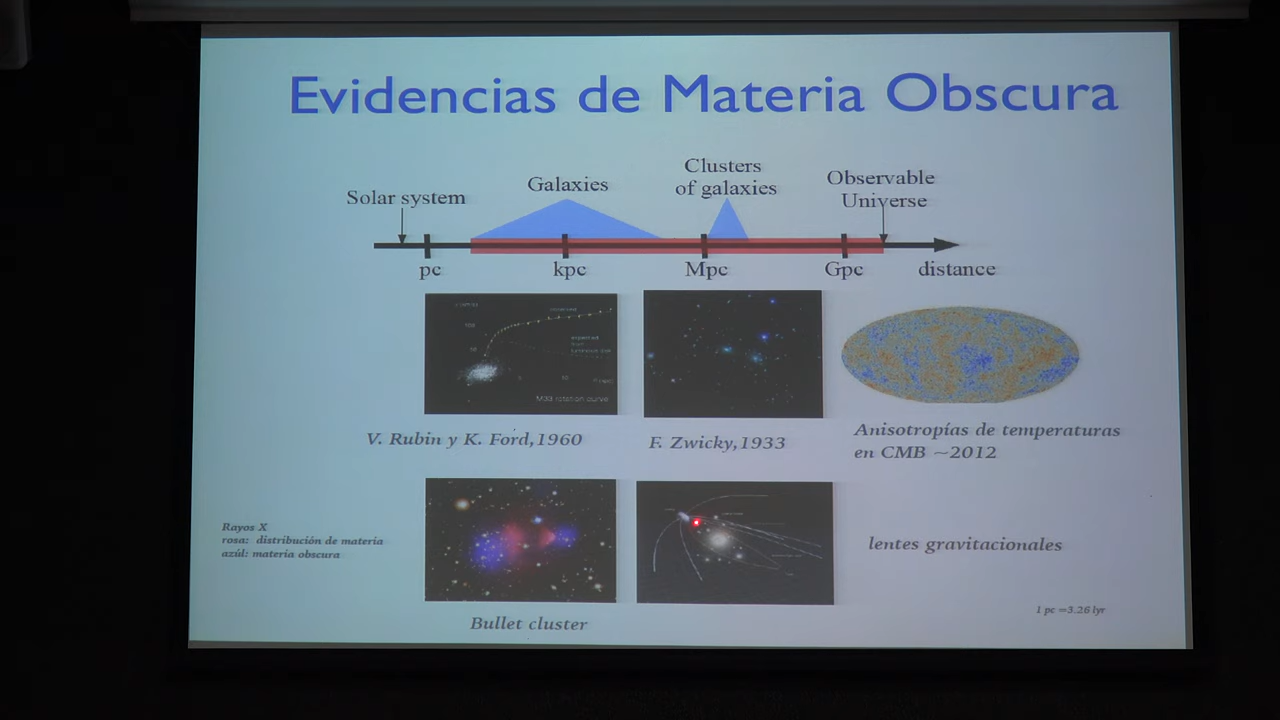 Evidencias de Materia Obscura
Solar system
Galaxies
Clusters
of galaxies
Observable
Universe
pc
kpc
Mpc
Gpc
distance
M33 rotation curve
V. Rubin y K. Ford,1960
F. Zwicky,1933
Anisotropías de temperaturas
en CMB ~2012
Rayos X
rosa: distribución de materia
azúl: materia obscura
Bullet cluster
lentes gravitacionales
1 pc =3.26 lyr